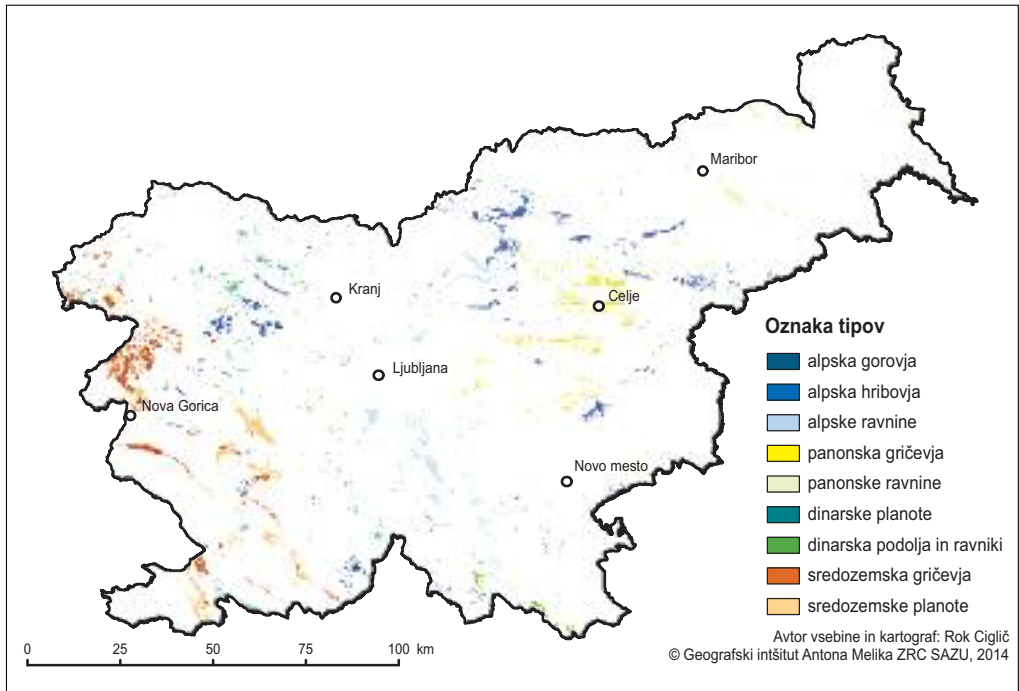 Maribor
Kranj
Celje
Ljubljana
Nova Gorica
Novo mesto
Oznaka tipov
alpska gorovja
alpska hribovja
alpske ravnine
panonska gričevja
panonske ravnine
dinarske planote
dinarska podolja in ravniki
sredozemska gričevja
sredozemske planote
0 25 50 75 100 km
Avtor vsebine in kartograf: Rok Ciglič
© Geografski intšitut Antona Melika ZRC SAZU, 2014